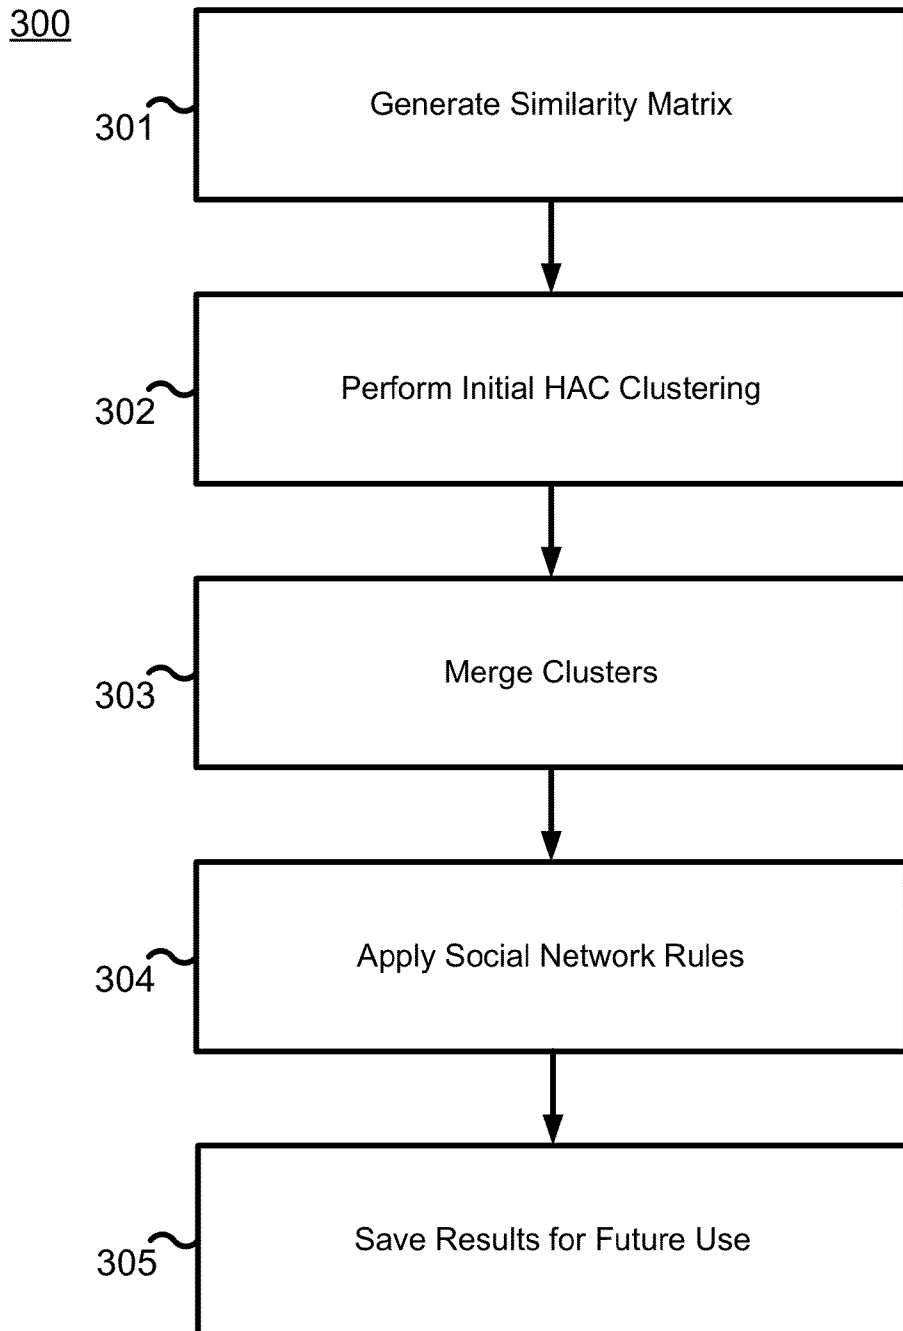 300
301
Generate Similarity Matrix
302
Perform Initial HAC Clustering
303
Merge Clusters
304
Apply Social Network Rules
305
Save Results for Future Use